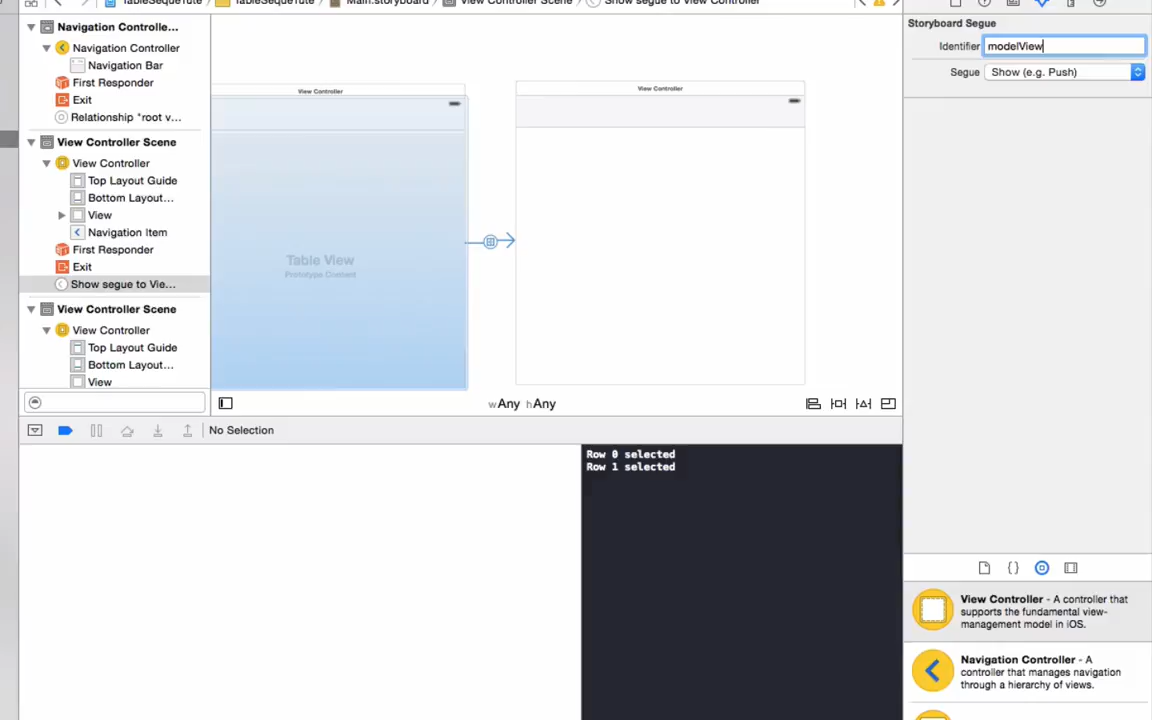 TableSequeTute
TableSequeTute
Main.storyboard
View Controller Scene
Show segue to View Controller
Navigation Controlle...
Navigation Controller
Navigation Bar
First Responder
Exit
Relationship "root v...
View Controller Scene
View Controller
Top Layout Guide
Bottom Layout...
View
Navigation Item
First Responder
Exit
Show segue to Vie...
View Controller Scene
View Controller
Top Layout Guide
Bottom Layout...
View
View Controller
Table View
Prototype Content
View Controller
wAny hAny
No Selection
Row 0 selected
Row 1 selected
Storyboard Segue
Identifier modelView
Segue Show (e.g. Push)
{ }
View Controller - A controller that
supports the fundamental view-
management model in iOS.
Navigation Controller - A
controller that manages navigation
through a hierarchy of views.